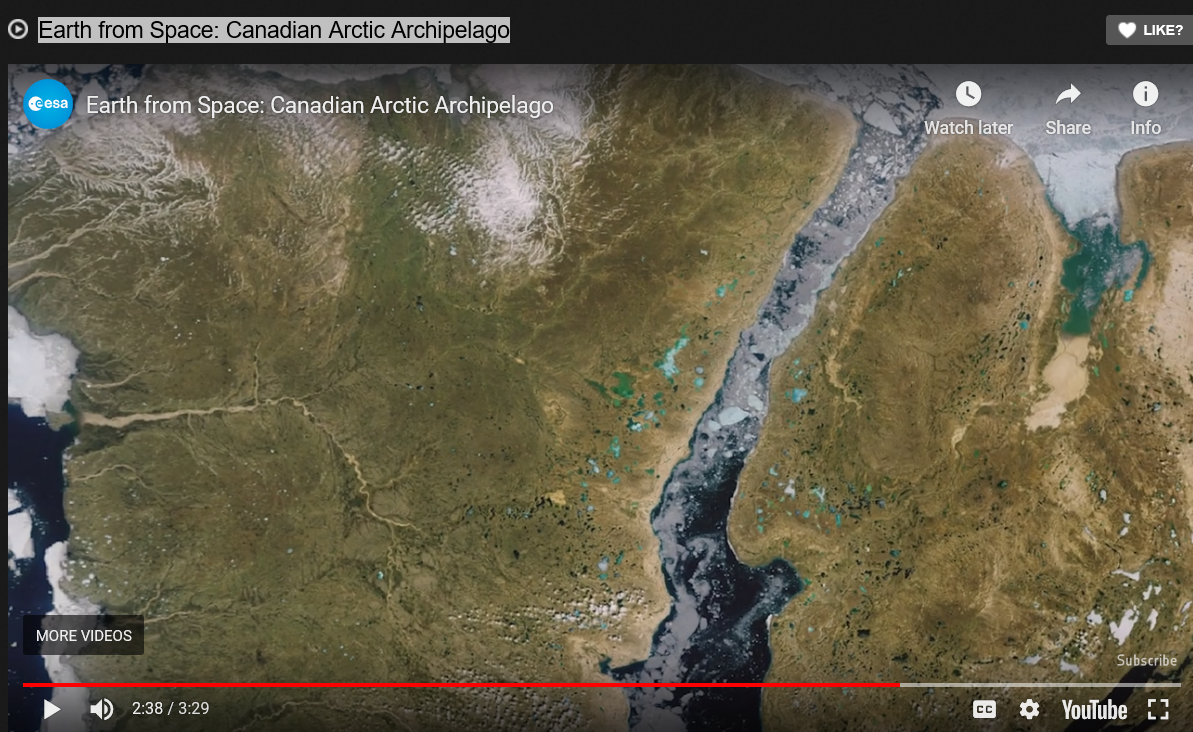 Earth from Space: Canadian Arctic Archipelago
LIKE?
esa
Earth from Space: Canadian Arctic Archipelago
Watch later
Share
Info
MORE VIDEOS
Subscribe
2:38 / 3:29
CC
YouTube